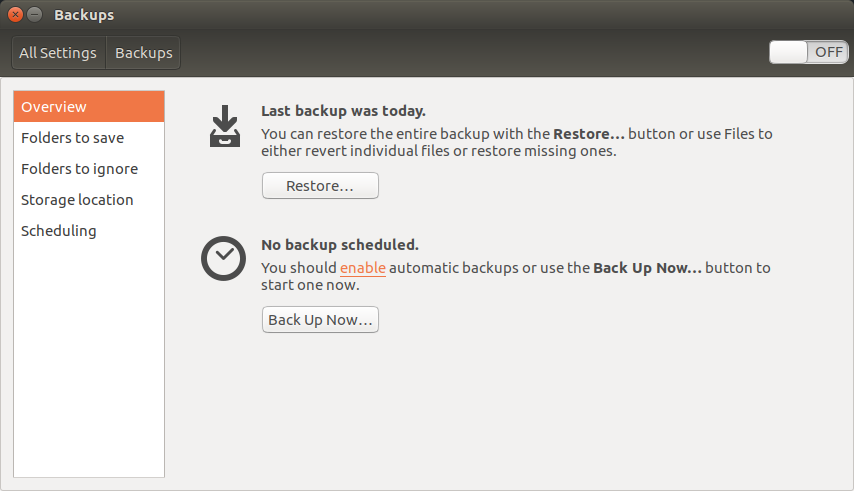 Backups
All Settings
Backups
OFF
Overview
Folders to save
Folders to ignore
Storage location
Scheduling
Last backup was today.
You can restore the entire backup with the Restore... button or use Files to
either revert individual files or restore missing ones.
Restore...
No backup scheduled.
You should enable automatic backups or use the Back Up Now... button to
start one now.
Back Up Now...